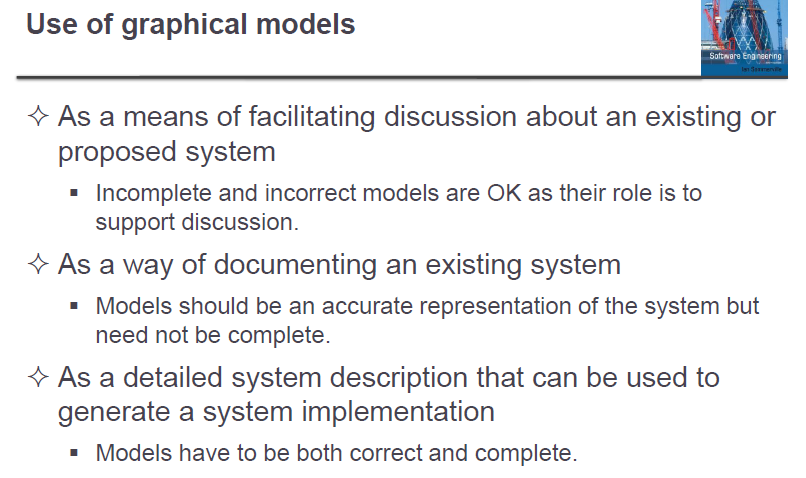 Use of graphical models
Software Engineering
Ian Sommerville
✧ As a means of facilitating discussion about an existing or
proposed system
▪ Incomplete and incorrect models are OK as their role is to
support discussion.
✧ As a way of documenting an existing system
▪ Models should be an accurate representation of the system but
need not be complete.
✧ As a detailed system description that can be used to
generate a system implementation
▪ Models have to be both correct and complete.